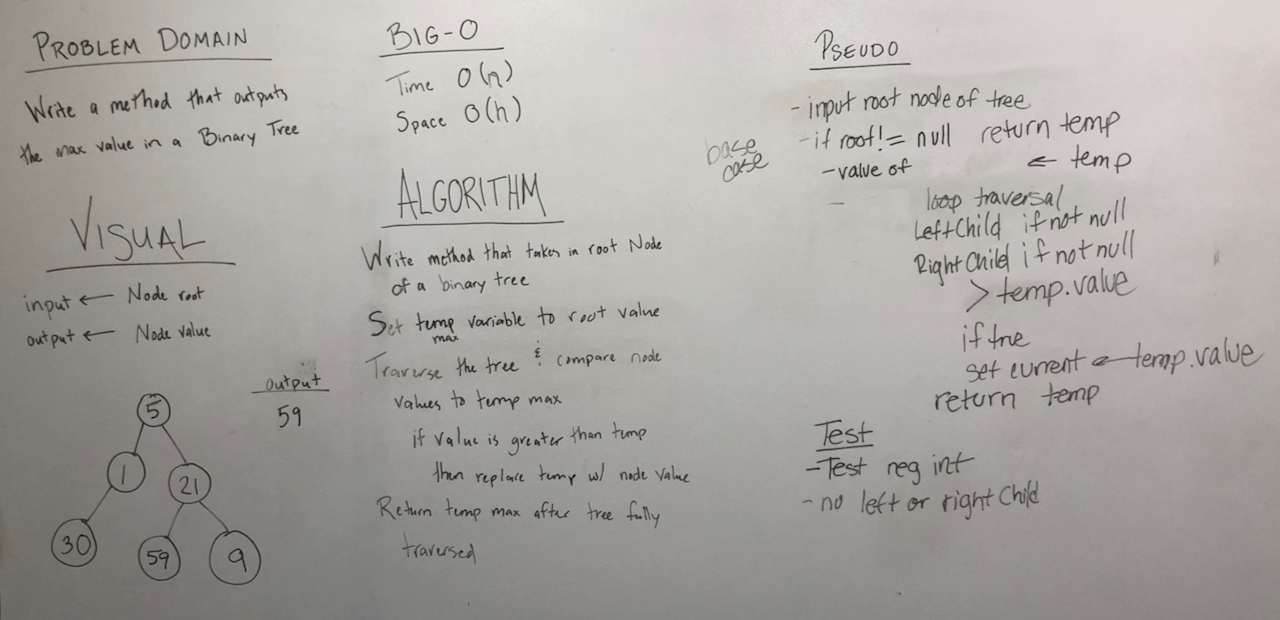 PROBLEM DOMAIN
Write a method that outputs
the max value in a Binary Tree
VISUAL
input ← Node root
output ← Node value
output
59
5
1
21
30
59
9
BIG-O
Time O(n)
Space O(h)
ALGORITHM
Write method that takes in root Node
of a binary tree
Set temp variable to root value
max
Traverse the tree & compare node
values to temp max
if value is greater than temp
then replace temp w/ node value
Return temp max after tree fully
traversed
PSEUDO
- input root node of tree
base case
- if root != null return temp
- value of ← temp
-
loop traversal
LeftChild if not null
RightChild if not null
> temp.value
if true
set current ← temp.value
return temp
Test
- Test neg int
- no left or right Child